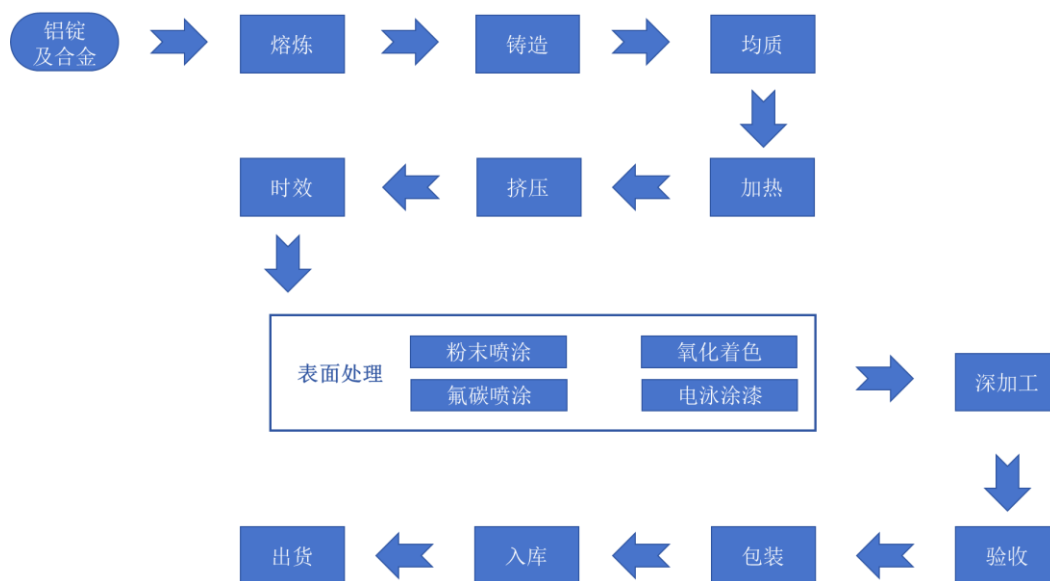 铝锭
及合金
熔炼
铸造
均质
加热
挤压
时效
表面处理
粉末喷涂
氧化着色
氟碳喷涂
电泳涂漆
深加工
验收
包装
入库
出货